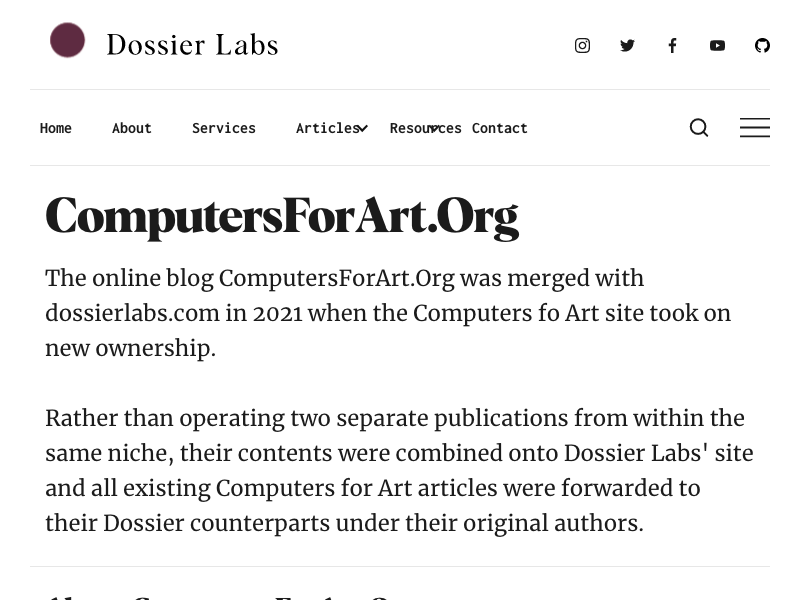 Dossier Labs
Home About Services Articles Resources Contact
ComputersForArt.Org
The online blog ComputersForArt.Org was merged with
dossierlabs.com in 2021 when the Computers fo Art site took on
new ownership.
Rather than operating two separate publications from within the
same niche, their contents were combined onto Dossier Labs' site
and all existing Computers for Art articles were forwarded to
their Dossier counterparts under their original authors.